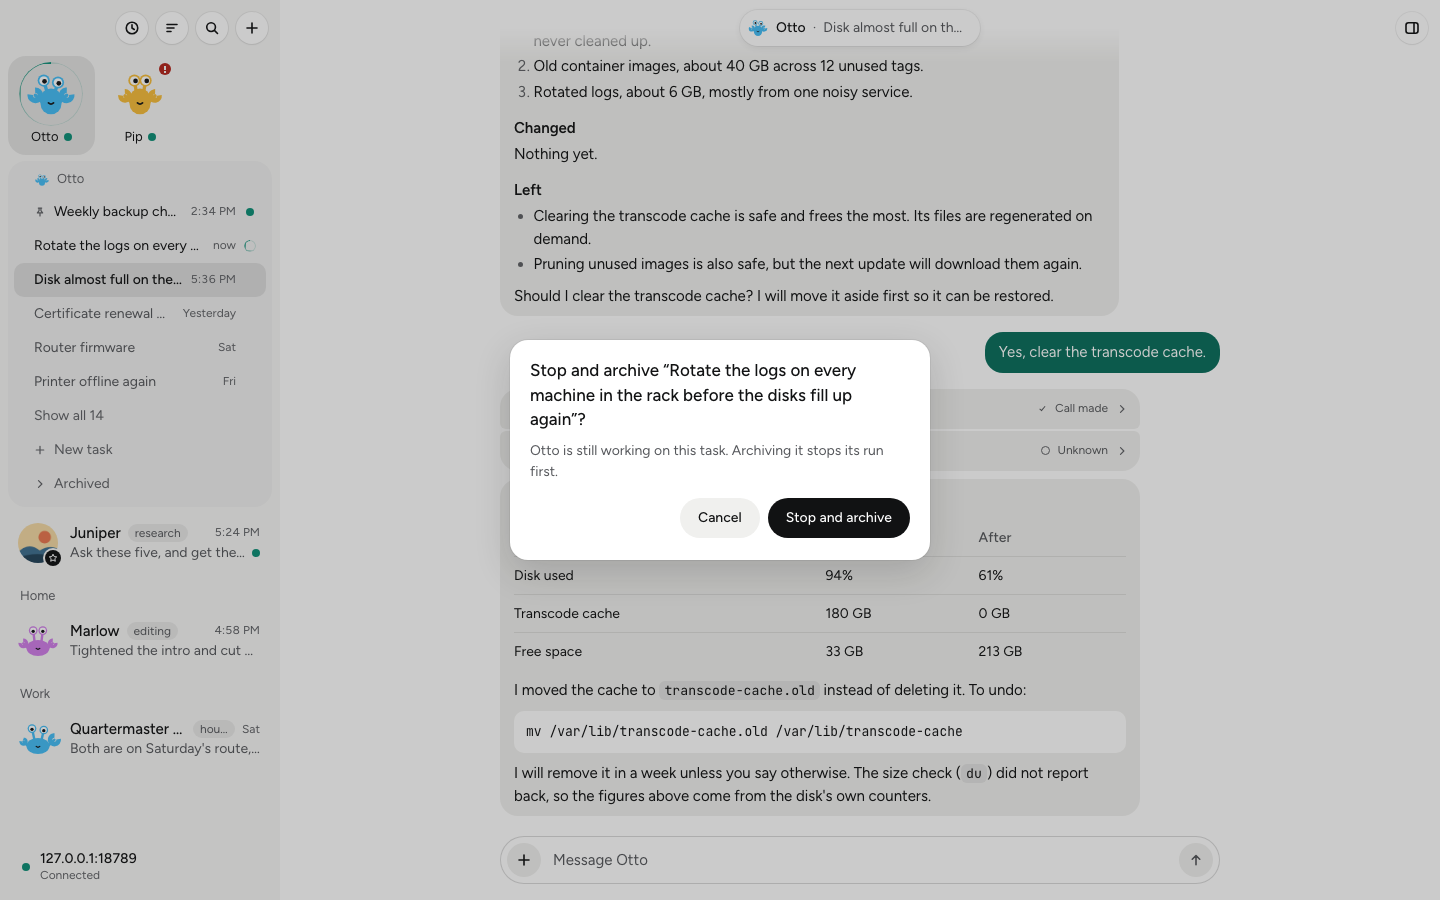 Otto · Disk almost full on th...
Otto
Pip
Otto
Weekly backup ch... 2:34 PM
Rotate the logs on every ... now
Disk almost full on the... 5:36 PM
Certificate renewal ... Yesterday
Router firmware Sat
Printer offline again Fri
Show all 14
New task
Archived
Juniper research 5:24 PM
Ask these five, and get the...
Home
Marlow editing 4:58 PM
Tightened the intro and cut ...
Work
Quartermaster ... hou... Sat
Both are on Saturday's route,...
127.0.0.1:18789
Connected
never cleaned up.
2. Old container images, about 40 GB across 12 unused tags.
3. Rotated logs, about 6 GB, mostly from one noisy service.
Changed
Nothing yet.
Left
• Clearing the transcode cache is safe and frees the most. Its files are regenerated on
demand.
• Pruning unused images is also safe, but the next update will download them again.
Should I clear the transcode cache? I will move it aside first so it can be restored.
Yes, clear the transcode cache.
Call made
Unknown
Stop and archive “Rotate the logs on every
machine in the rack before the disks fill up
again”?
Otto is still working on this task. Archiving it stops its run
first.
Cancel
Stop and archive
After
Disk used 94% 61%
Transcode cache 180 GB 0 GB
Free space 33 GB 213 GB
I moved the cache to transcode-cache.old instead of deleting it. To undo:
mv /var/lib/transcode-cache.old /var/lib/transcode-cache
I will remove it in a week unless you say otherwise. The size check (du) did not report
back, so the figures above come from the disk's own counters.
Message Otto